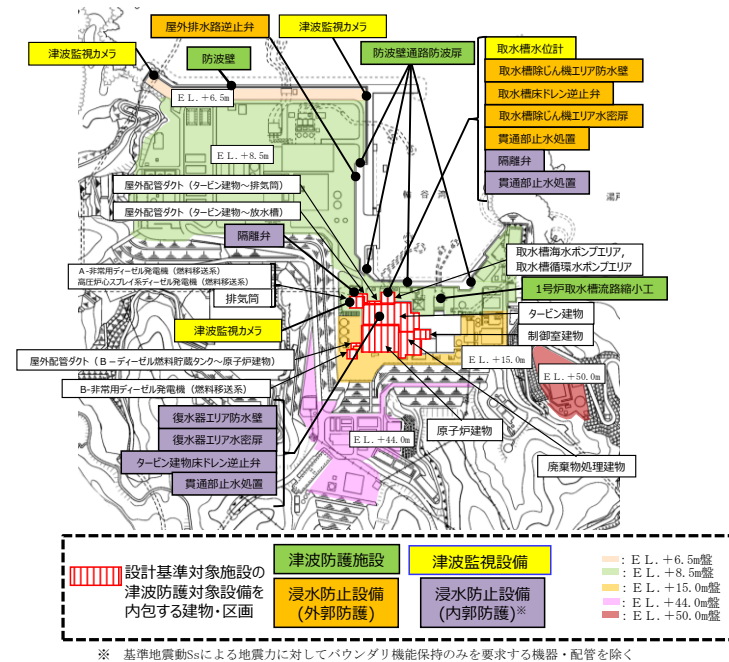 屋外排水路逆止弁
津波監視カメラ
津波監視カメラ
防波壁
防波壁通路防波扉
取水槽水位計
取水槽除じん機エリア防水壁
取水槽床ドレン逆止弁
取水槽除じん機エリア水密扉
貫通部止水処置
隔離弁
貫通部止水処置
ＥＬ.＋6.5m
ＥＬ.＋8.5m
輪谷湾
屋外配管ダクト（タービン建物～排気筒）
屋外配管ダクト（タービン建物～放水槽）
隔離弁
取水槽海水ポンプエリア,
取水槽循環水ポンプエリア
A-非常用ディーゼル発電機（燃料移送系）
高圧炉心スプレイ系ディーゼル発電機（燃料移送系）
排気筒
1号炉取水槽流路縮小工
津波監視カメラ
タービン建物
制御室建物
屋外配管ダクト（Ｂ－ディーゼル燃料貯蔵タンク～原子炉建物）
ＥＬ.＋15.0m
ＥＬ.＋50.0m
B-非常用ディーゼル発電機（燃料移送系）
復水器エリア防水壁
復水器エリア水密扉
タービン建物床ドレン逆止弁
貫通部止水処置
ＥＬ.＋44.0m
原子炉建物
廃棄物処理建物
設計基準対象施設の
津波防護対象設備を
内包する建物・区画
津波防護施設
津波監視設備
浸水防止設備
(外郭防護)
浸水防止設備
(内郭防護)※
：ＥＬ.＋6.5m盤
：ＥＬ.＋8.5m盤
：ＥＬ.＋15.0m盤
：ＥＬ.＋44.0m盤
：ＥＬ.＋50.0m盤
※　基準地震動Ssによる地震力に対してバウンダリ機能保持のみを要求する機器・配管を除く